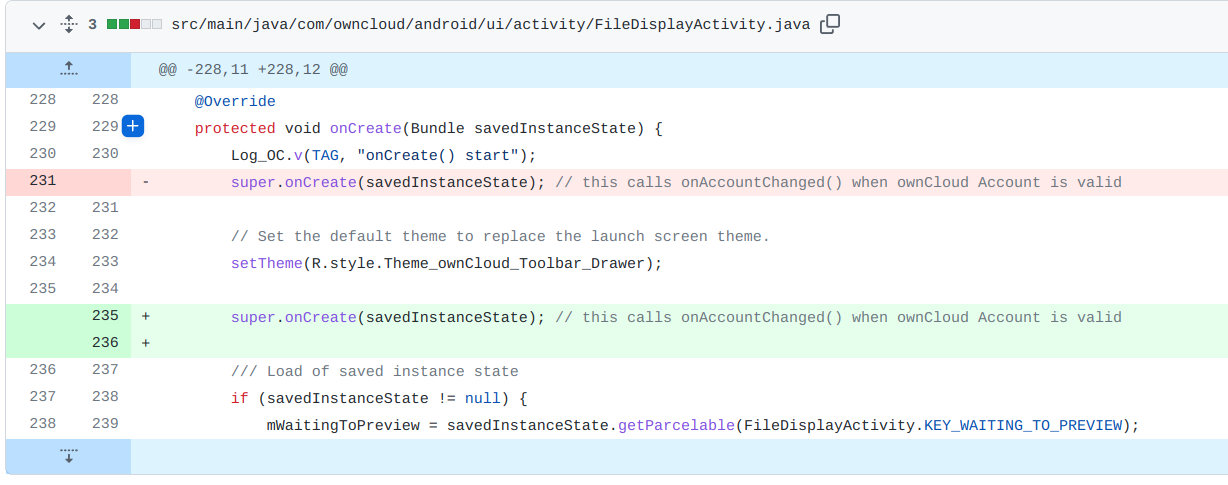 3 src/main/java/com/owncloud/android/ui/activity/FileDisplayActivity.java
@@ -228,11 +228,12 @@
228 228 @Override
229 229 + protected void onCreate(Bundle savedInstanceState) {
230 230 Log_OC.v(TAG, "onCreate() start");
231 - super.onCreate(savedInstanceState); // this calls onAccountChanged() when ownCloud Account is valid
232 231
233 232 // Set the default theme to replace the launch screen theme.
234 233 setTheme(R.style.Theme_ownCloud_Toolbar_Drawer);
235 234
235 + super.onCreate(savedInstanceState); // this calls onAccountChanged() when ownCloud Account is valid
236 +
236 237 /// Load of saved instance state
237 238 if (savedInstanceState != null) {
238 239 mWaitingToPreview = savedInstanceState.getParcelable(FileDisplayActivity.KEY_WAITING_TO_PREVIEW);